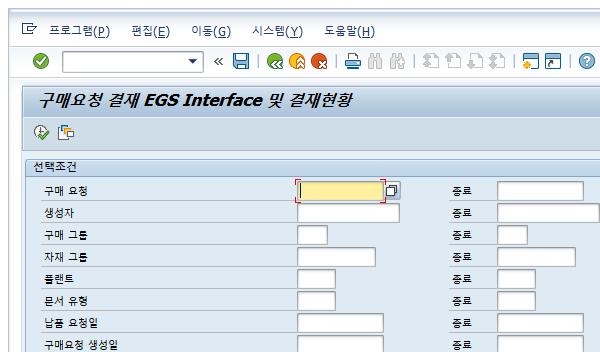 프로그램(P) 편집(E) 이동(G) 시스템(Y) 도움말(H)
구매요청 결재 EGS Interface 및 결재현황
선택조건
구매 요청 종료
생성자 종료
구매 그룹 종료
자재 그룹 종료
플랜트 종료
문서 유형 종료
납품 요청일 종료
구매요청 생성일 종료